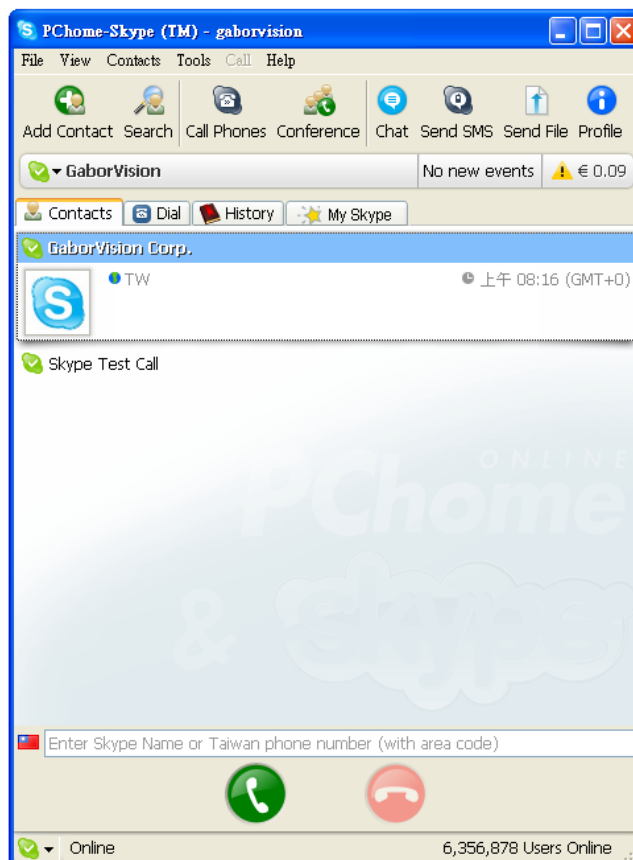 PChome-Skype (TM) - gaborvision
File View Contacts Tools Call Help
Add Contact Search Call Phones Conference Chat Send SMS Send File Profile
GaborVision No new events € 0.09
Contacts Dial History My Skype
GaborVision Corp.
TW 上午 08:16 (GMT+0)
S
Skype Test Call
ONLINE
PChome
& skype
Enter Skype Name or Taiwan phone number (with area code)
Online 6,356,878 Users Online